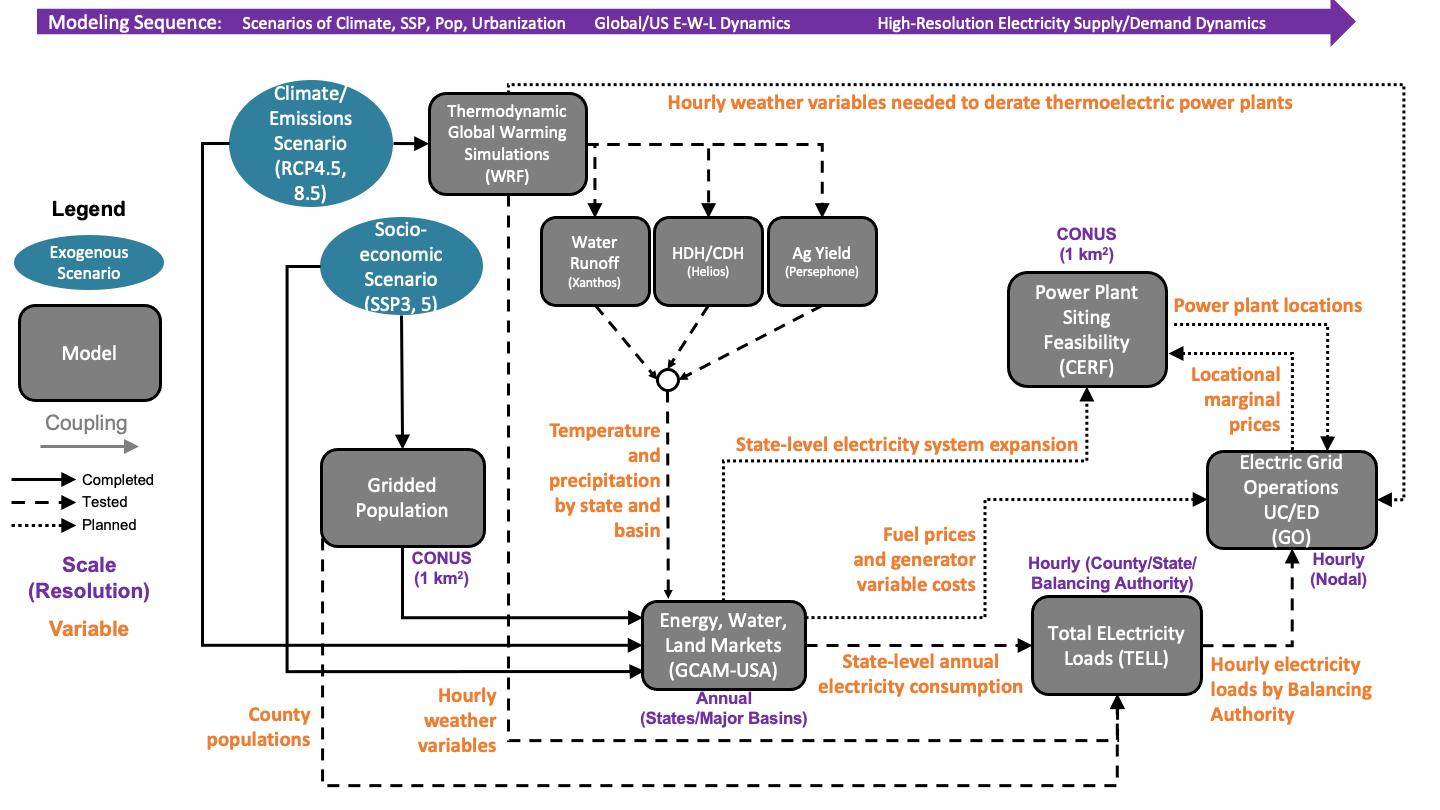 Modeling Sequence: Scenarios of Climate, SSP, Pop, Urbanization Global/US E-W-L Dynamics High-Resolution Electricity Supply/Demand Dynamics
Climate/
Emissions
Scenario
(RCP4.5,
8.5)
Thermodynamic
Global Warming
Simulations
(WRF)
Hourly weather variables needed to derate thermoelectric power plants
Legend
Exogenous
Scenario
Model
Coupling
Completed
Tested
Planned
Scale
(Resolution)
Variable
Socio-
economic
Scenario
(SSP3, 5)
Water
Runoff
(Xanthos)
HDH/CDH
(Helios)
Ag Yield
(Persephone)
CONUS
(1 km²)
Power Plant
Siting
Feasibility
(CERF)
Power plant locations
Locational
marginal
prices
Temperature
and
precipitation
by state and
basin
State-level electricity system expansion
Gridded
Population
CONUS
(1 km²)
Electric Grid
Operations
UC/ED
(GO)
Hourly
(Nodal)
Fuel prices
and generator
variable costs
Hourly (County/State/
Balancing Authority)
Energy, Water,
Land Markets
(GCAM-USA)
Annual
(States/Major Basins)
State-level annual
electricity consumption
Total ELectricity
Loads (TELL)
Hourly electricity
loads by Balancing
Authority
County
populations
Hourly
weather
variables